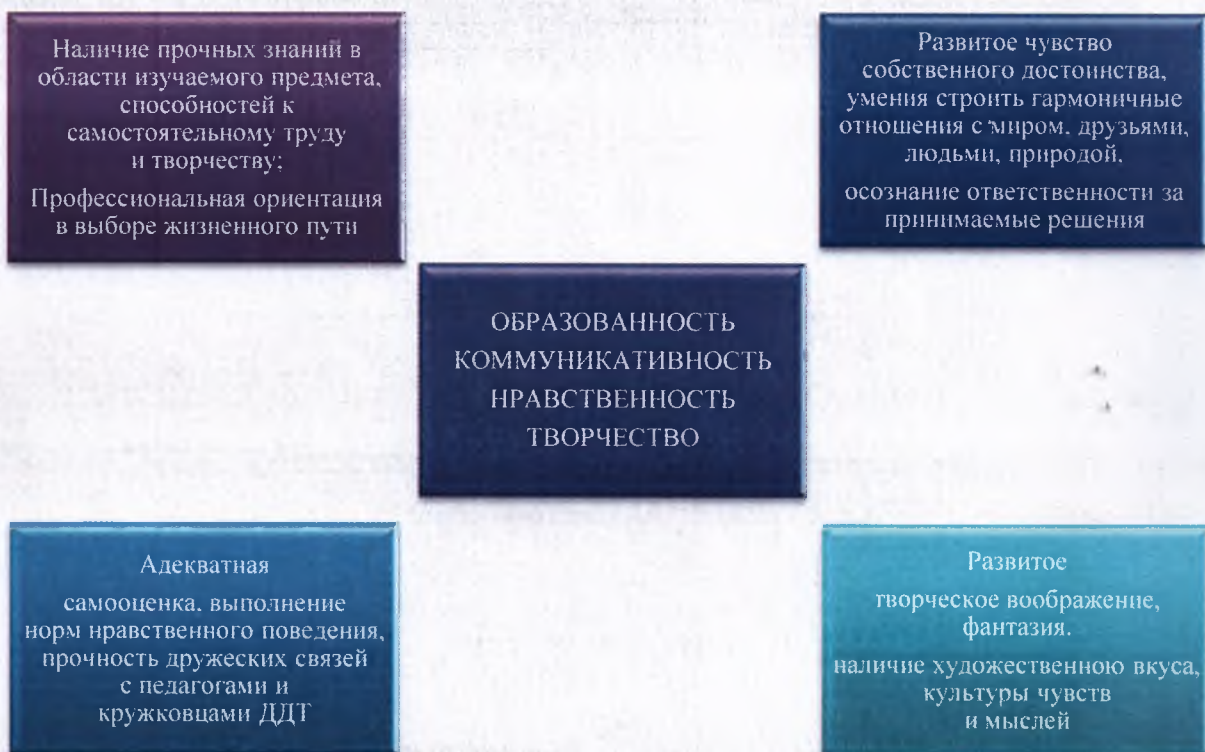 Наличие прочных знаний в
области изучаемого предмета,
способностей к
самостоятельному труду
и творчеству;
Профессиональная ориентация
в выборе жизненного пути
Развитое чувство
собственного достоинства,
умения строить гармоничные
отношения с миром, друзьями,
людьми, природой,
осознание ответственности за
принимаемые решения
ОБРАЗОВАННОСТЬ
КОММУНИКАТИВНОСТЬ
НРАВСТВЕННОСТЬ
ТВОРЧЕСТВО
Адекватная
самооценка, выполнение
норм нравственного поведения,
прочность дружеских связей
с педагогами и
кружковцами ДДТ
Развитое
творческое воображение,
фантазия.
наличие художественною вкуса,
культуры чувств
и мыслей